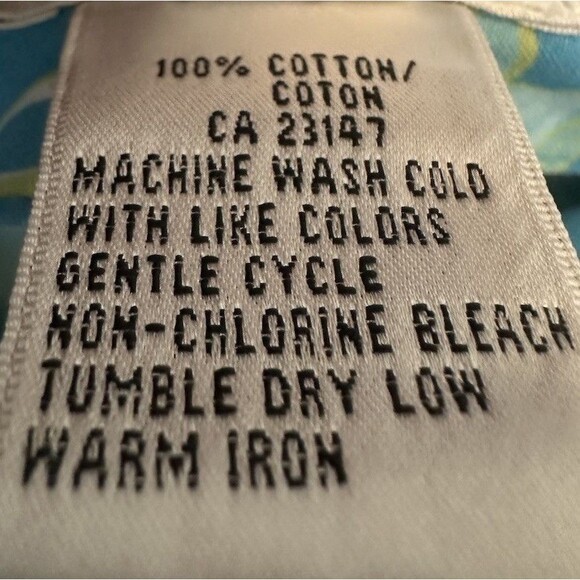 100% COTTON/
COTON
CA 23147
MACHINE WASH COLD
WITH LIKE COLORS
GENTLE CYCLE
NON-CHLORINE BLEACH
TUMBLE DRY LOW
WARM IRON